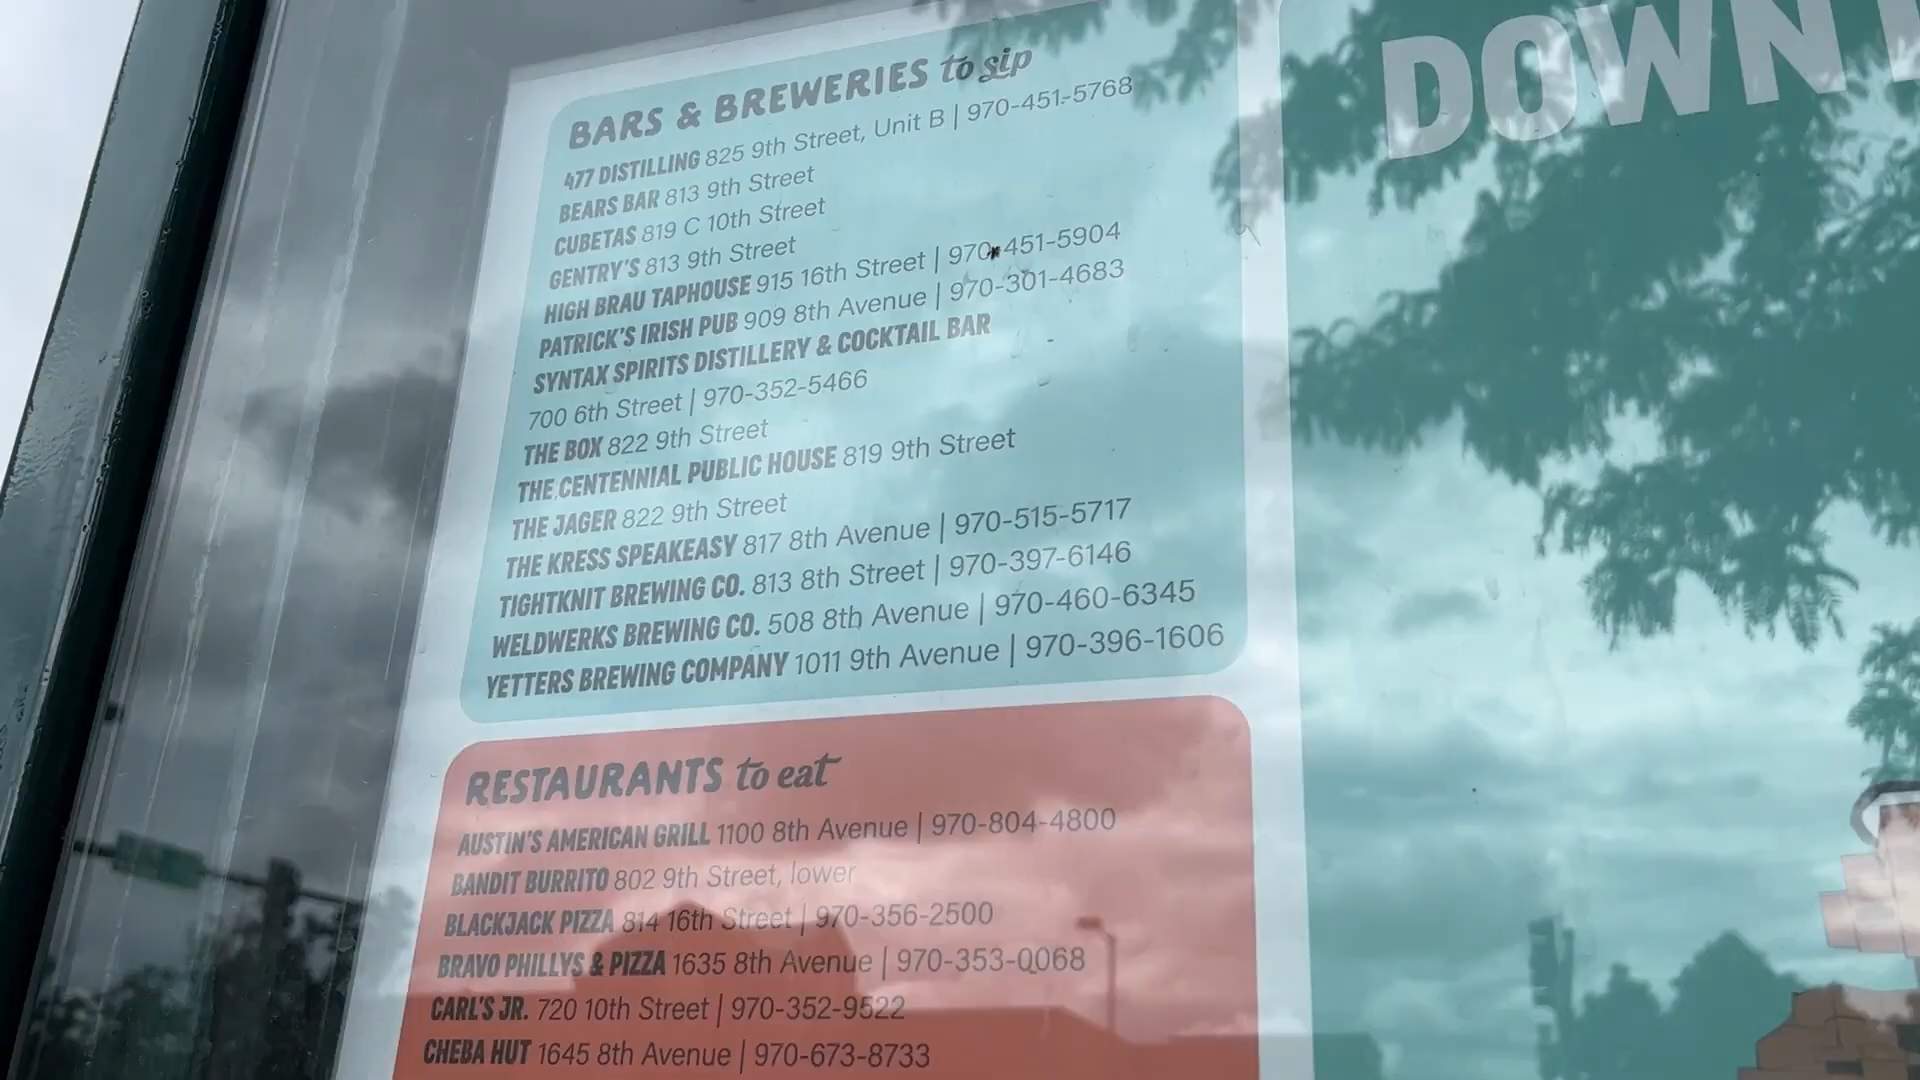 BARS & BREWERIES to sip
477 DISTILLING 825 9th Street, Unit B | 970-451-5768
BEARS BAR 813 9th Street
CUBETAS 819 C 10th Street
GENTRY'S 813 9th Street
HIGH BRAU TAPHOUSE 915 16th Street | 970-451-5904
PATRICK'S IRISH PUB 909 8th Avenue | 970-301-4683
SYNTAX SPIRITS DISTILLERY & COCKTAIL BAR
700 6th Street | 970-352-5466
THE BOX 822 9th Street
THE CENTENNIAL PUBLIC HOUSE 819 9th Street
THE JAGER 822 9th Street
THE KRESS SPEAKEASY 817 8th Avenue | 970-515-5717
TIGHTKNIT BREWING CO. 813 8th Street | 970-397-6146
WELDWERKS BREWING CO. 508 8th Avenue | 970-460-6345
YETTERS BREWING COMPANY 1011 9th Avenue | 970-396-1606
RESTAURANTS to eat
AUSTIN'S AMERICAN GRILL 1100 8th Avenue | 970-804-4800
BANDIT BURRITO 802 9th Street, lower
BLACKJACK PIZZA 814 16th Street | 970-356-2500
BRAVO PHILLYS & PIZZA 1635 8th Avenue | 970-353-0068
CARL'S JR. 720 10th Street | 970-352-9522
CHEBA HUT 1645 8th Avenue | 970-673-8733
DOWN